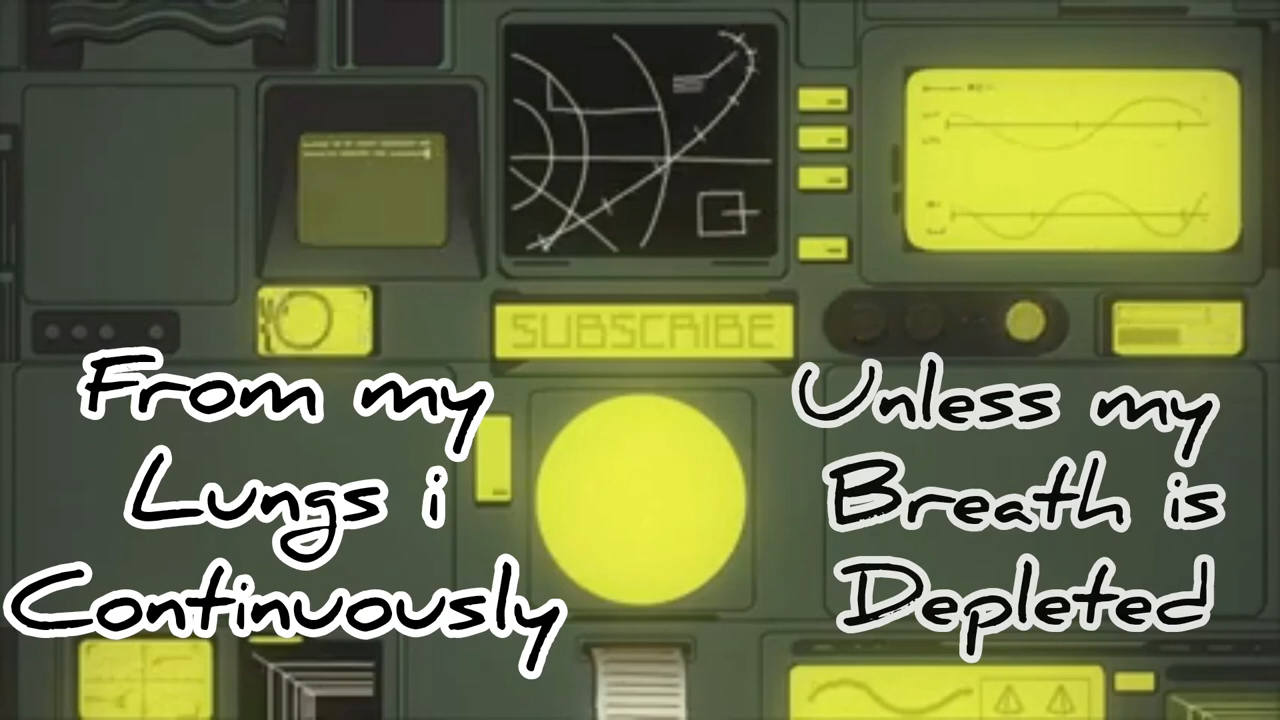 SUBSCRIBE
From my
Lungs i
Continuously
Unless my
Breath is
Depleted